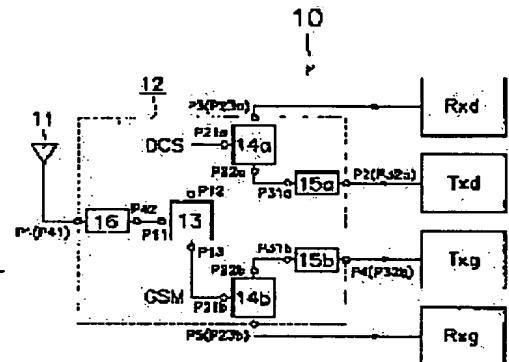 10
12
11
P3(P23a)
Rxd
DCS
P21a
14a
P22a
P31a
15a
P2(P32a)
Txd
P12
16
P42
P11
13
P1(P41)
P13
P31b
15b
P4(P32b)
Txg
P22b
GSM
P21b
14b
P5(P23b)
Rxg